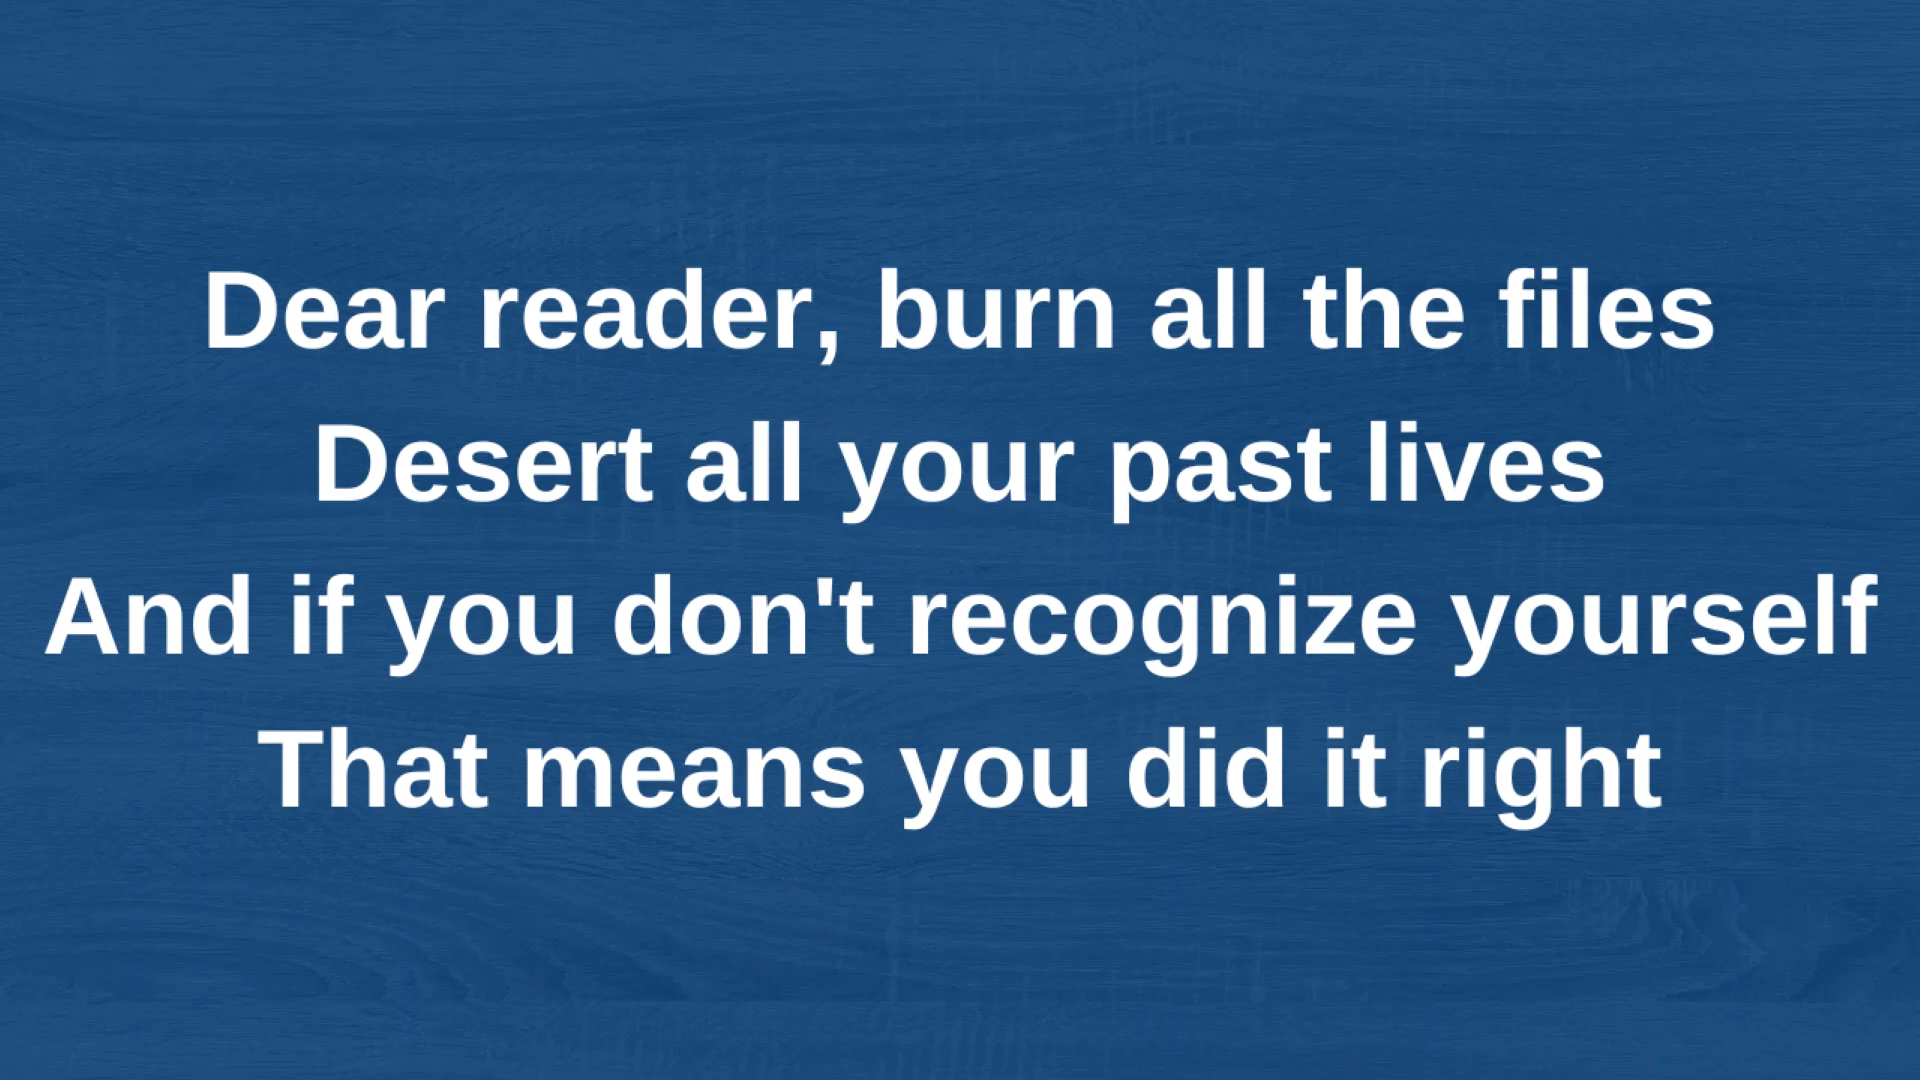 Dear reader, burn all the files
Desert all your past lives
And if you don't recognize yourself
That means you did it right